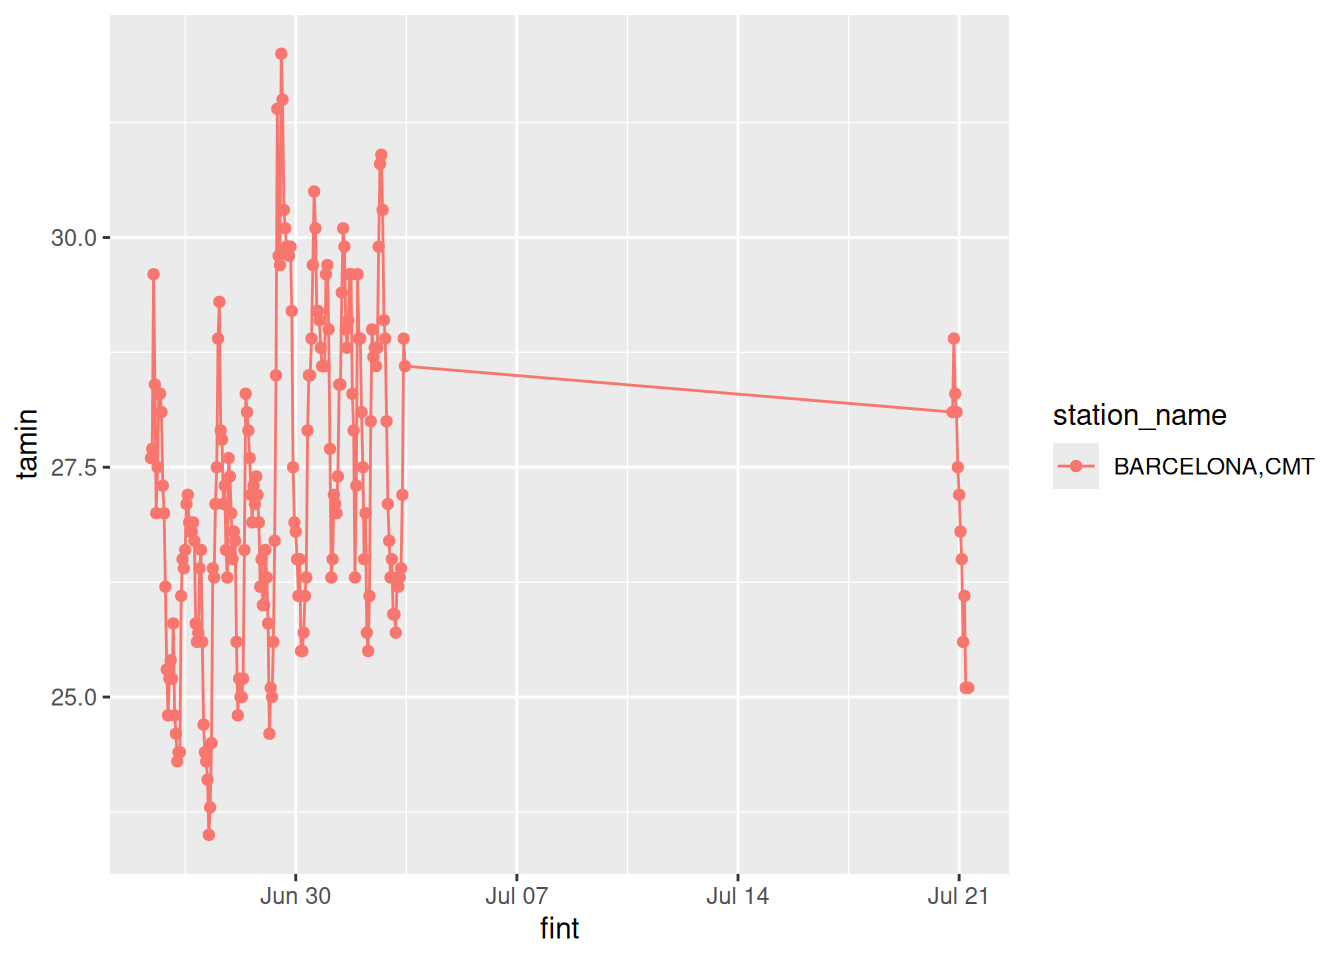 tamin
30.0
27.5
25.0
Jun 30
Jul 07
Jul 14
Jul 21
fint
station_name
BARCELONA,CMT